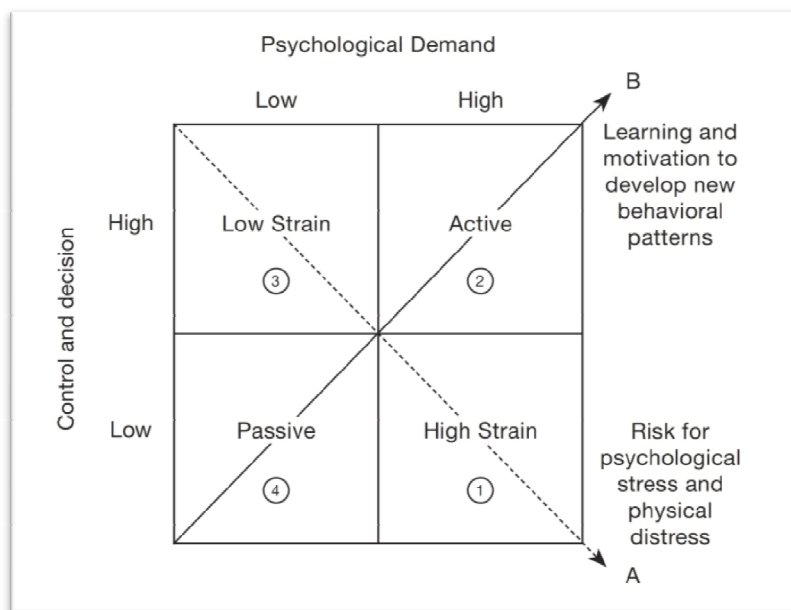 Psychological Demand
Low
High
B
Learning and
motivation to
develop new
behavioral
patterns
Control and decision
High
Low Strain
Active
3
2
Low
Passive
High Strain
4
1
Risk for
psychological
stress and
physical
distress
A